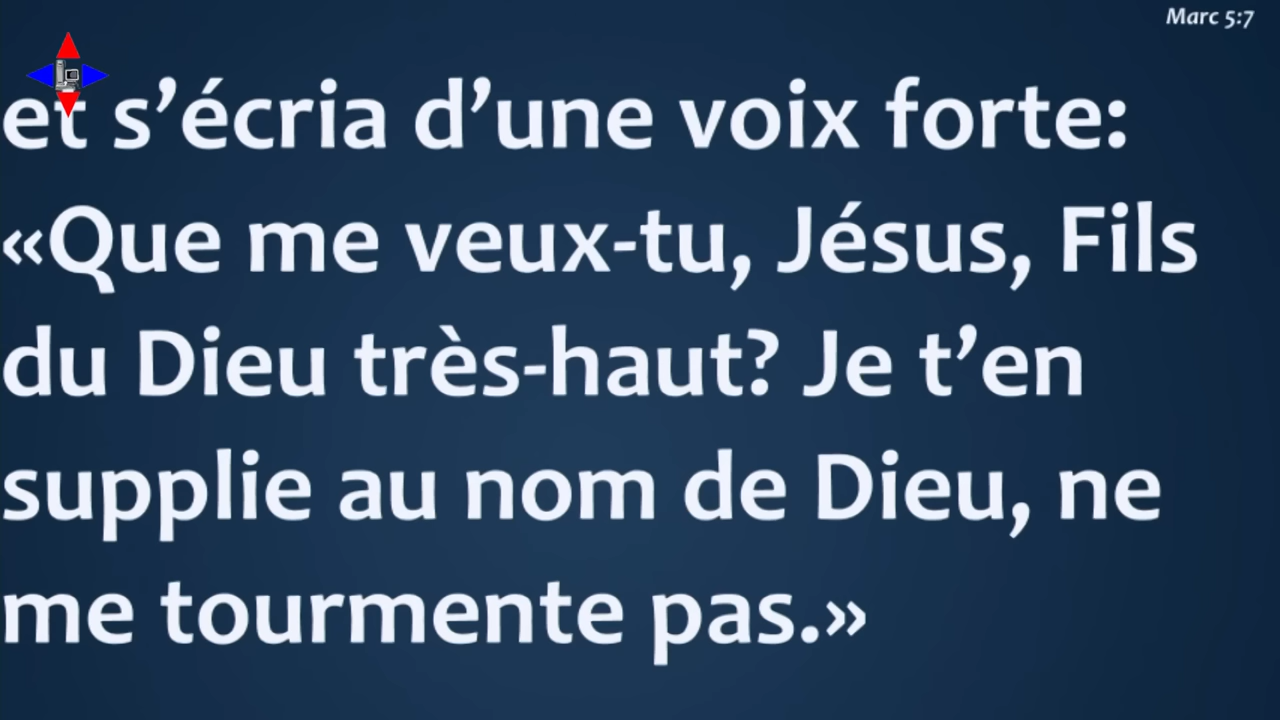 Marc 5:7
et s’écria d’une voix forte:
«Que me veux-tu, Jésus, Fils
du Dieu très-haut? Je t’en
supplie au nom de Dieu, ne
me tourmente pas.»